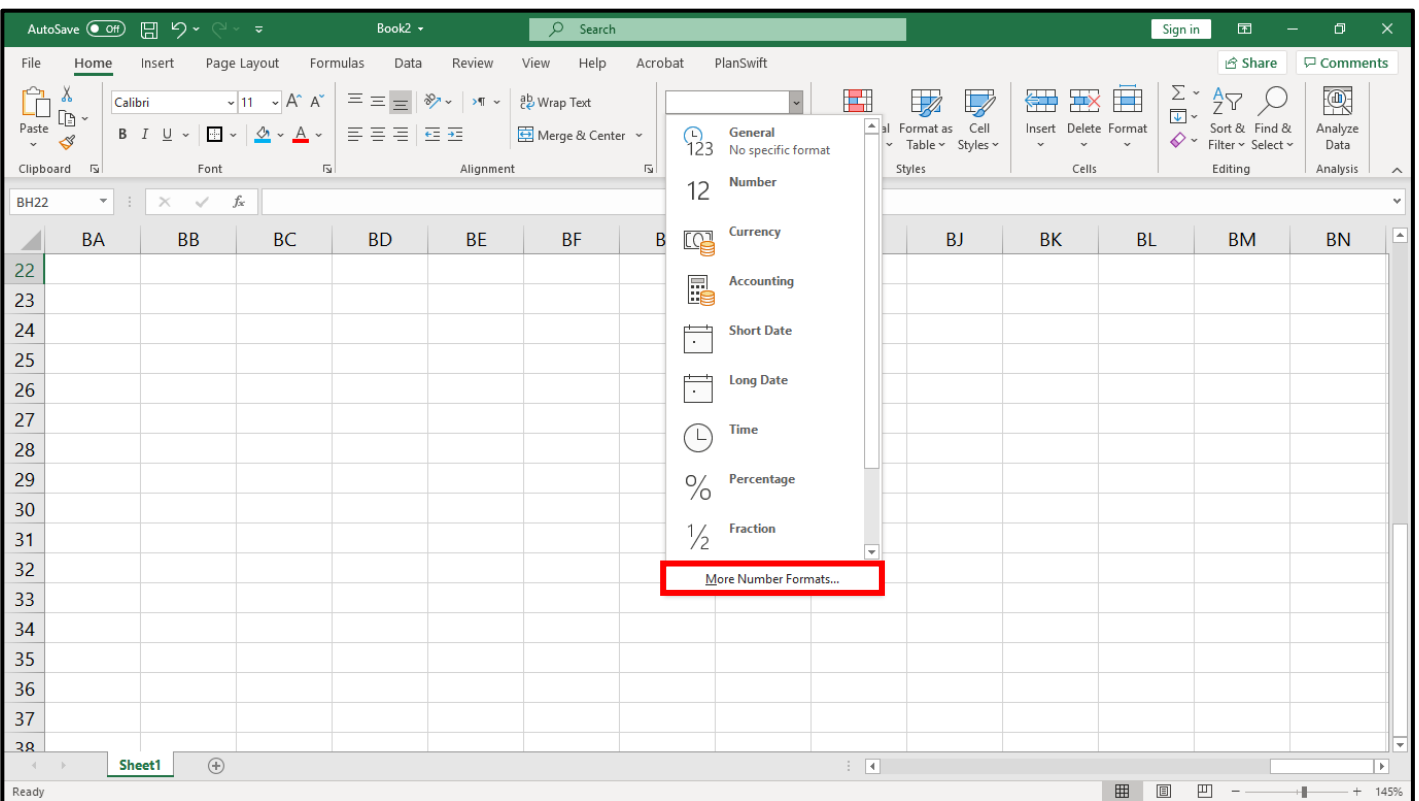 AutoSave Off Book2 Search Sign in
File Home Insert Page Layout Formulas Data Review View Help Acrobat PlanSwift Share Comments
Paste
Clipboard
Calibri 11
B I U A
Font
ab Wrap Text
Merge & Center
Alignment
Format as Table
Cell Styles
Styles
Insert Delete Format
Cells
Sort & Filter
Find & Select
Editing
Analyze Data
Analysis
BH22 fx
BA BB BC BD BE BF BJ BK BL BM BN
22
23
24
25
26
27
28
29
30
31
32
33
34
35
36
37
38
123 General
No specific format
12 Number
Currency
Accounting
Short Date
Long Date
Time
% Percentage
1/2 Fraction
More Number Formats...
Sheet1
Ready 145%